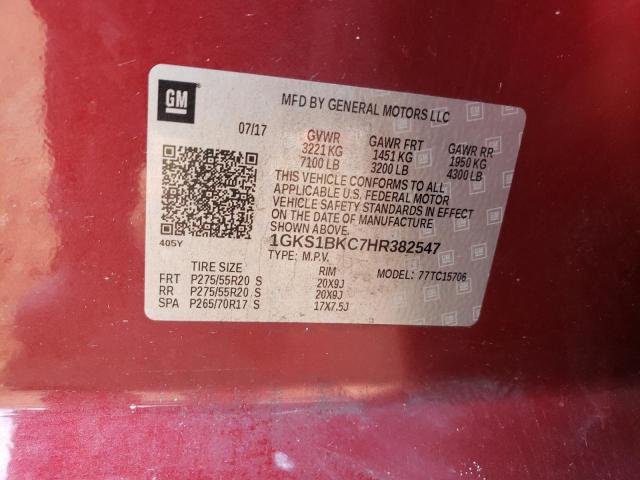 GM
MFD BY GENERAL MOTORS LLC
07/17
GVWR GAWR FRT GAWR RR
3221 KG 1451 KG 1950 KG
7100 LB 3200 LB 4300 LB
THIS VEHICLE CONFORMS TO ALL
APPLICABLE U.S. FEDERAL MOTOR
VEHICLE SAFETY STANDARDS IN EFFECT
ON THE DATE OF MANUFACTURE
SHOWN ABOVE.
405Y
1GKS1BKC7HR382547
TYPE: M.P.V. MODEL: 77TC15706
TIRE SIZE RIM
FRT P275/55R20 S 20X9J
RR P275/55R20 S 20X9J
SPA P265/70R17 S 17X7.5J